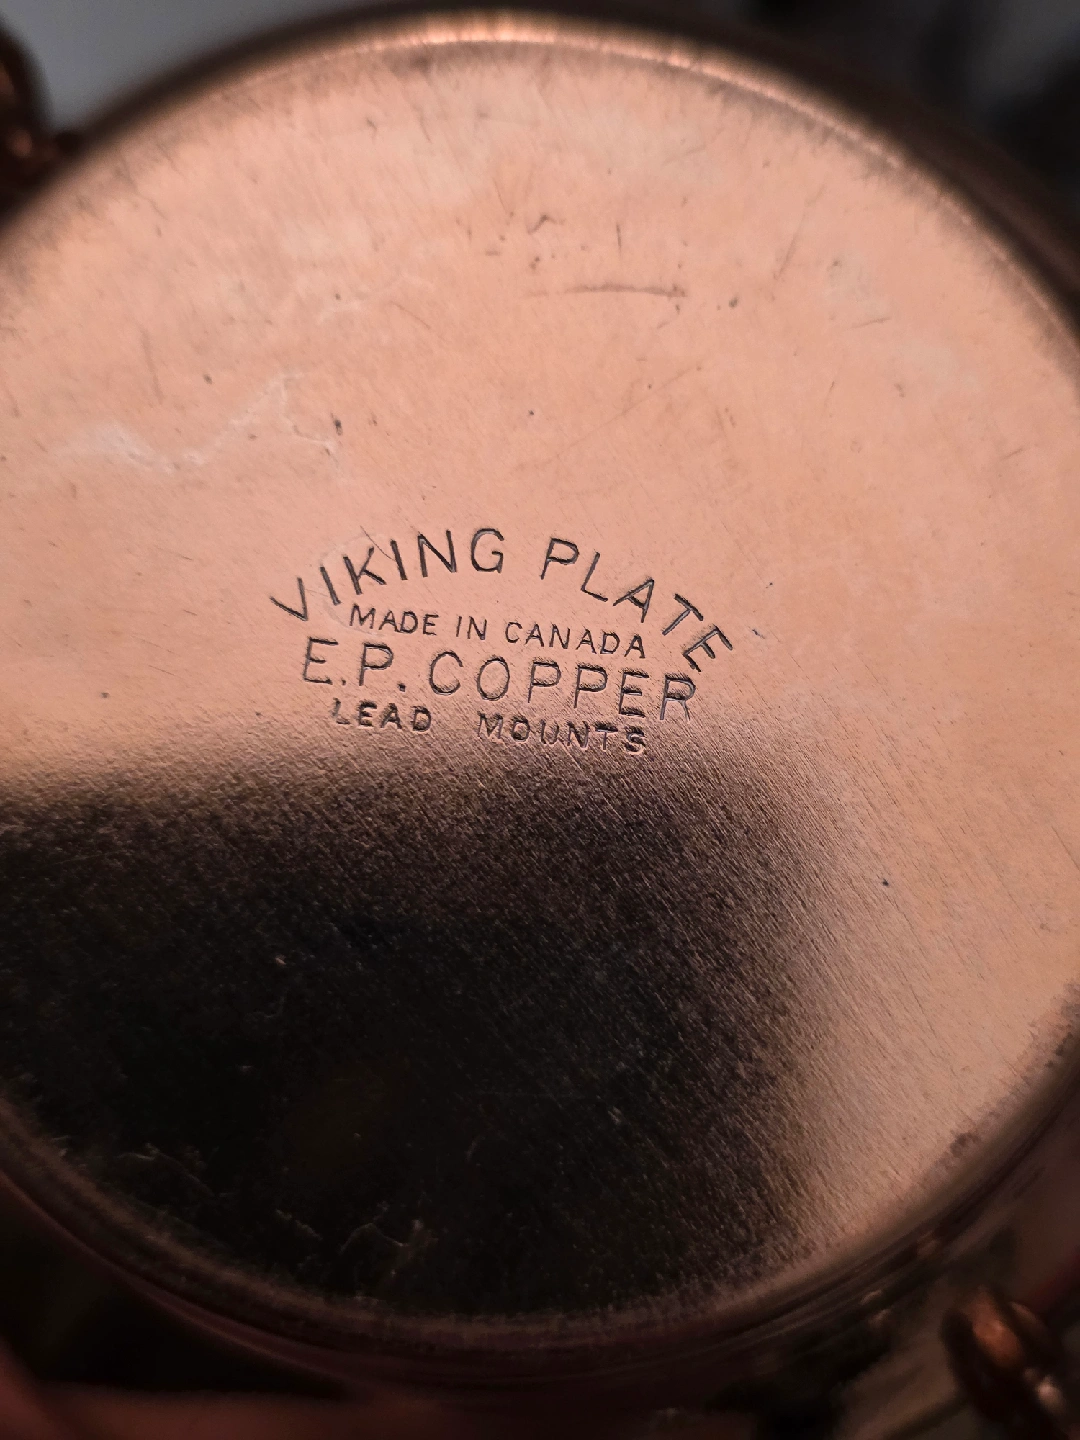 VIKING PLATE
MADE IN CANADA
E.P. COPPER
LEAD MOUNTS